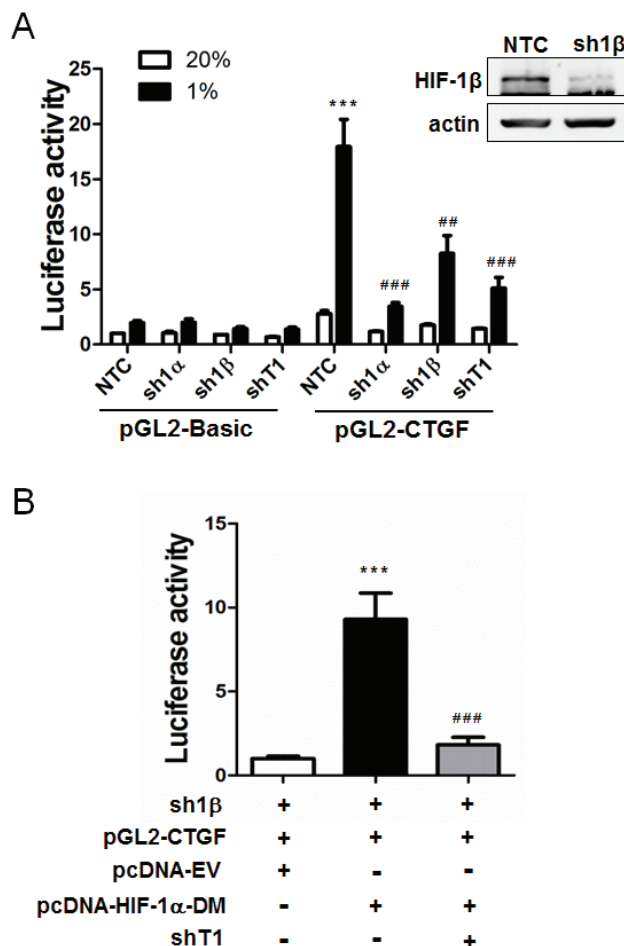 A
20%
1%
NTC sh1β
HIF-1β
actin
Luciferase activity
25
20
15
10
5
0
***
###
##
###
NTC sh1α sh1β shT1 NTC sh1α sh1β shT1
pGL2-Basic pGL2-CTGF
B
Luciferase activity
15
10
5
0
***
###
sh1β + + +
pGL2-CTGF + + +
pcDNA-EV + - -
pcDNA-HIF-1α-DM - + +
shT1 - - +